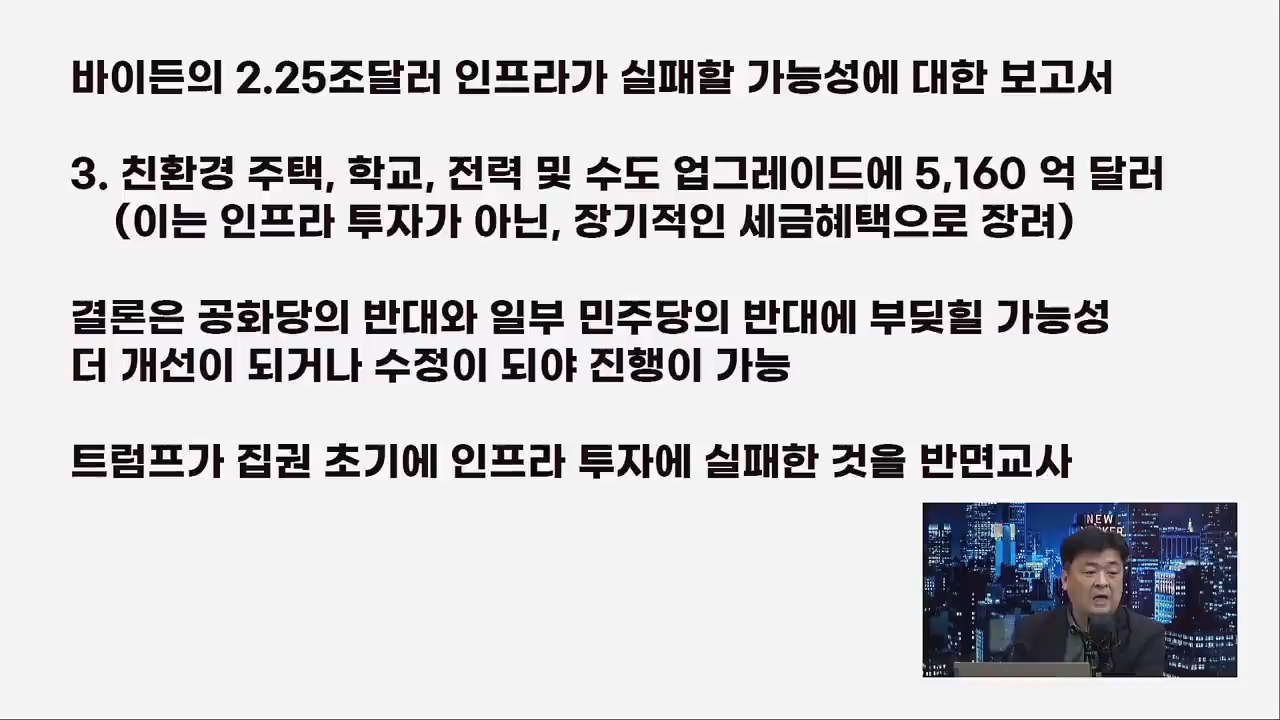 바이든의 2.25조달러 인프라가 실패할 가능성에 대한 보고서
3. 친환경 주택, 학교, 전력 및 수도 업그레이드에 5,160 억 달러
(이는 인프라 투자가 아닌, 장기적인 세금혜택으로 장려)
결론은 공화당의 반대와 일부 민주당의 반대에 부딪힐 가능성
더 개선이 되거나 수정이 되야 진행이 가능
트럼프가 집권 초기에 인프라 투자에 실패한 것을 반면교사
NEW